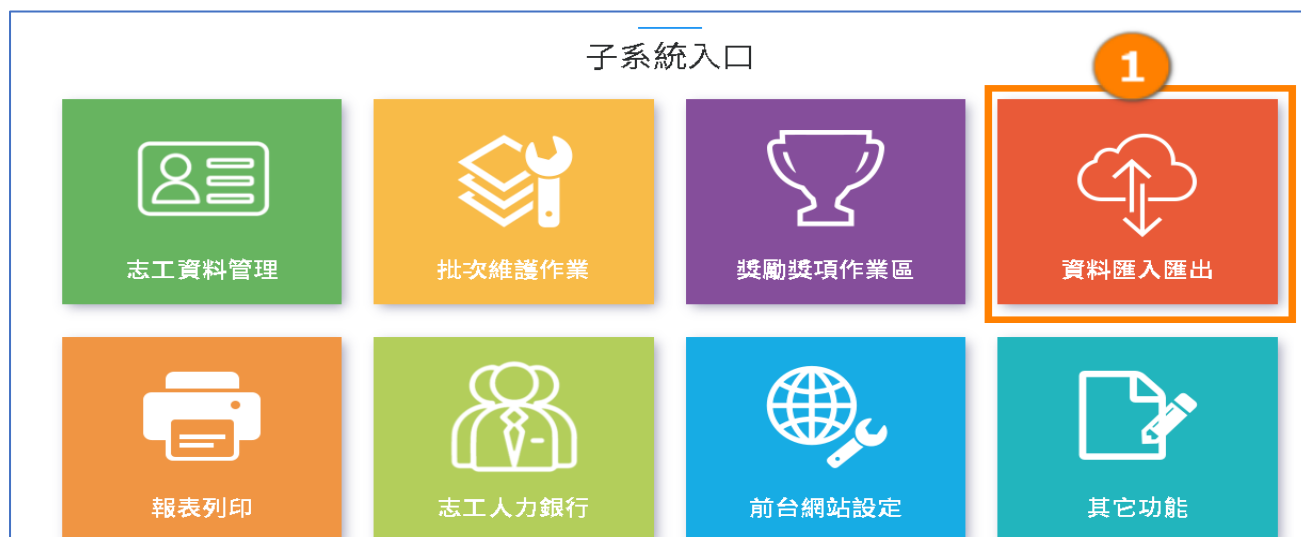 子系統入口
1
志工資料管理
批次維護作業
獎勵獎項作業區
資料匯入匯出
報表列印
志工人力銀行
前台網站設定
其它功能